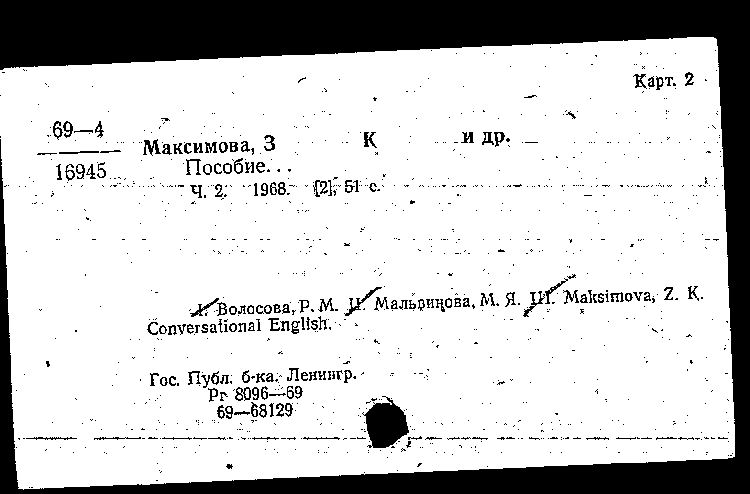 Карт. 2
69—4
16945
Максимова, З К и др.
Пособие...
Ч. 2. 1968. [2], 51 с.
I. Волосова, Р. М. II. Мальвинова, М. Я. III. Maksimova, Z. K.
Conversational English.
Гос. Публ. б-ка. Ленингр.
Рг 8096—69
69—68129